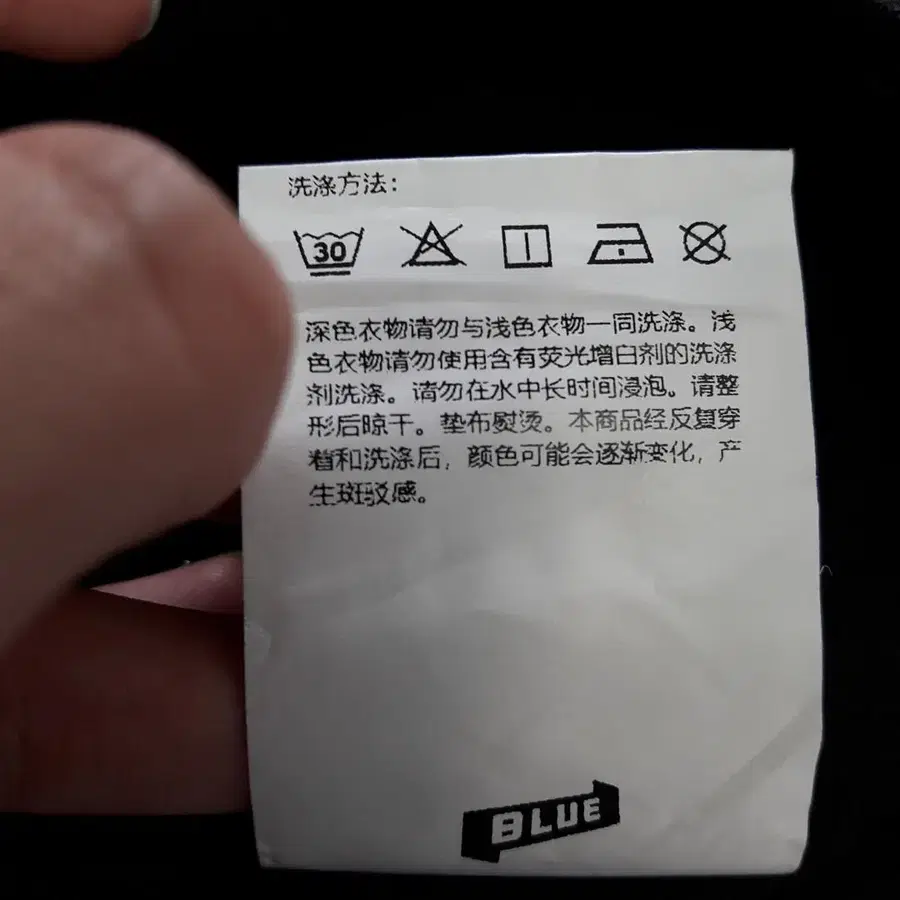 洗涤方法：
30
深色衣物请勿与浅色衣物一同洗涤。浅
色衣物请勿使用含有荧光增白剂的洗涤
剂洗涤。请勿在水中长时间浸泡。请整
形后晾干。垫布熨烫。本商品经反复穿
着和洗涤后，颜色可能会逐渐变化，产
生斑驳感。
BLUE